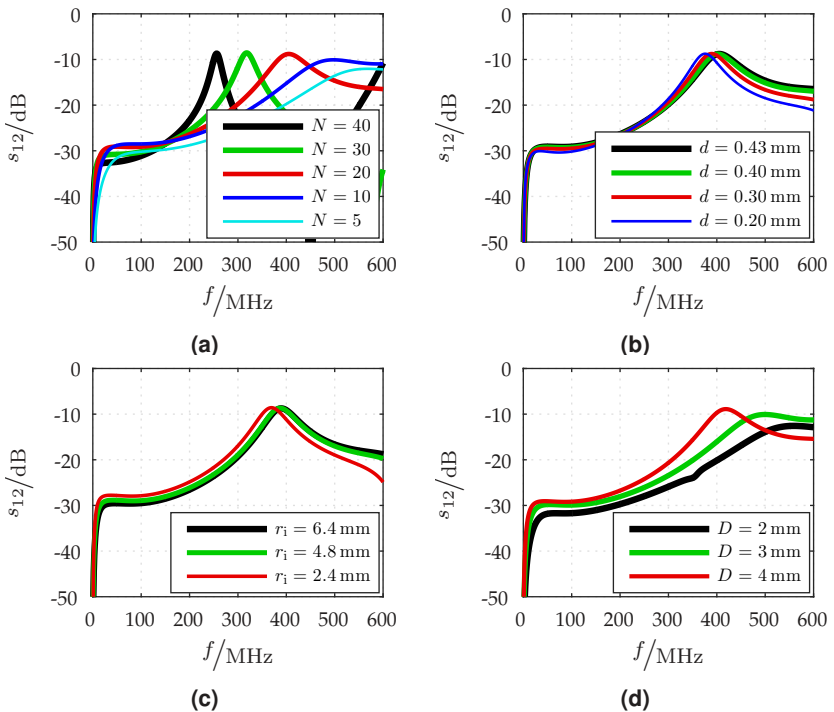 0
-10
-20
-30
-40
-50
s12/dB
N = 40
N = 30
N = 20
N = 10
N = 5
0 100 200 300 400 500 600
f/MHz
(a)
0
-10
-20
-30
-40
-50
s12/dB
d = 0.43 mm
d = 0.40 mm
d = 0.30 mm
d = 0.20 mm
0 100 200 300 400 500 600
f/MHz
(b)
0
-10
-20
-30
-40
-50
s12/dB
ri = 6.4 mm
ri = 4.8 mm
ri = 2.4 mm
0 100 200 300 400 500 600
f/MHz
(c)
0
-10
-20
-30
-40
-50
s12/dB
D = 2 mm
D = 3 mm
D = 4 mm
0 100 200 300 400 500 600
f/MHz
(d)